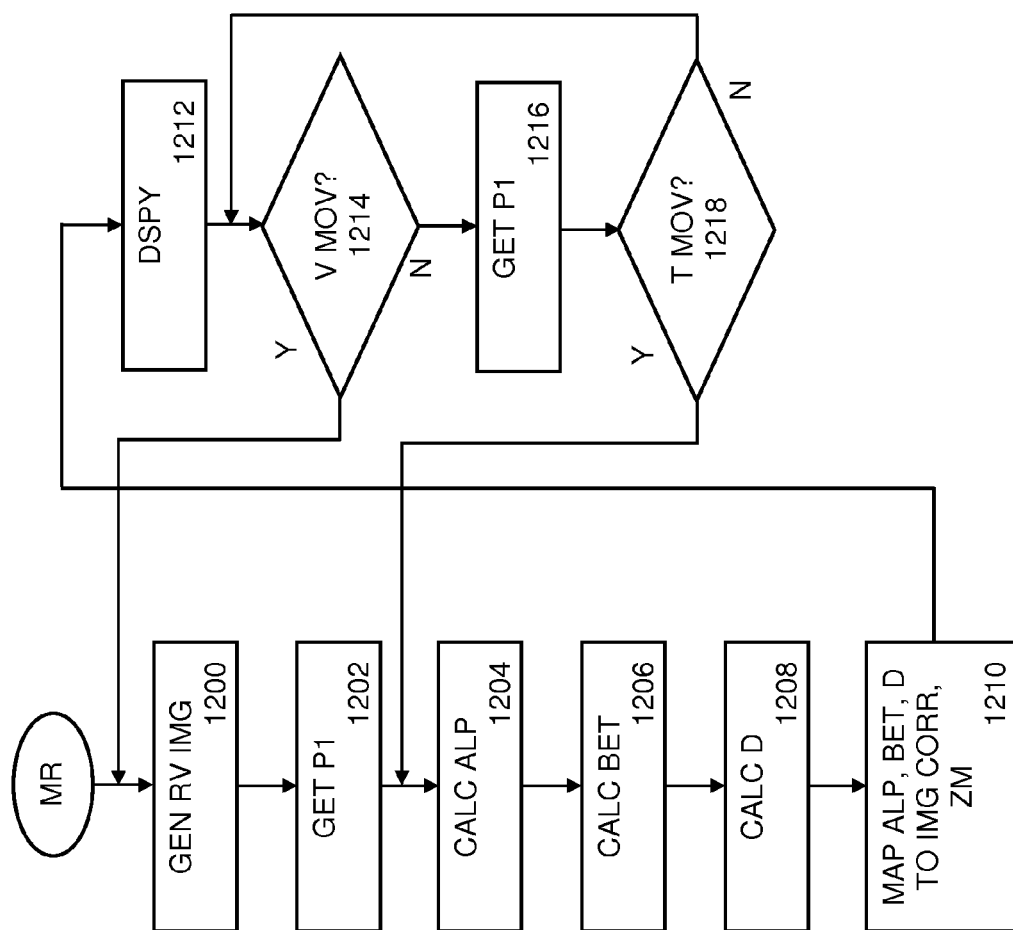 MR
GEN RV IMG
1200
GET P1
1202
CALC ALP
1204
CALC BET
1206
CALC D
1208
MAP ALP, BET, D
TO IMG CORR,
ZM
1210
DSPY
1212
V MOV?
1214
Y
N
GET P1
1216
T MOV?
1218
Y
N